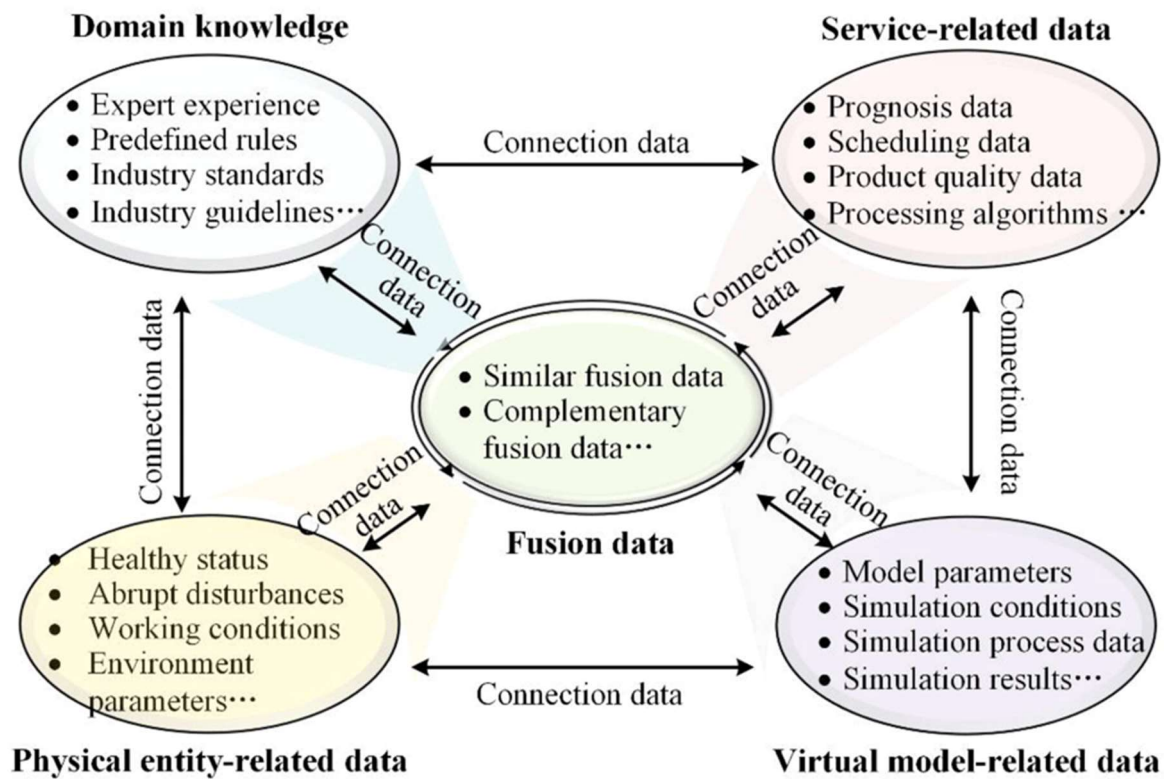 Domain knowledge
• Expert experience
• Predefined rules
• Industry standards
• Industry guidelines…
Service-related data
• Prognosis data
• Scheduling data
• Product quality data
• Processing algorithms …
Connection data
Connection
data
Connection
data
Connection data
Connection data
• Similar fusion data
• Complementary
fusion data…
Fusion data
Connection
data
Connection
data
• Healthy status
• Abrupt disturbances
• Working conditions
• Environment
parameters…
Physical entity-related data
Connection data
• Model parameters
• Simulation conditions
• Simulation process data
• Simulation results…
Virtual model-related data